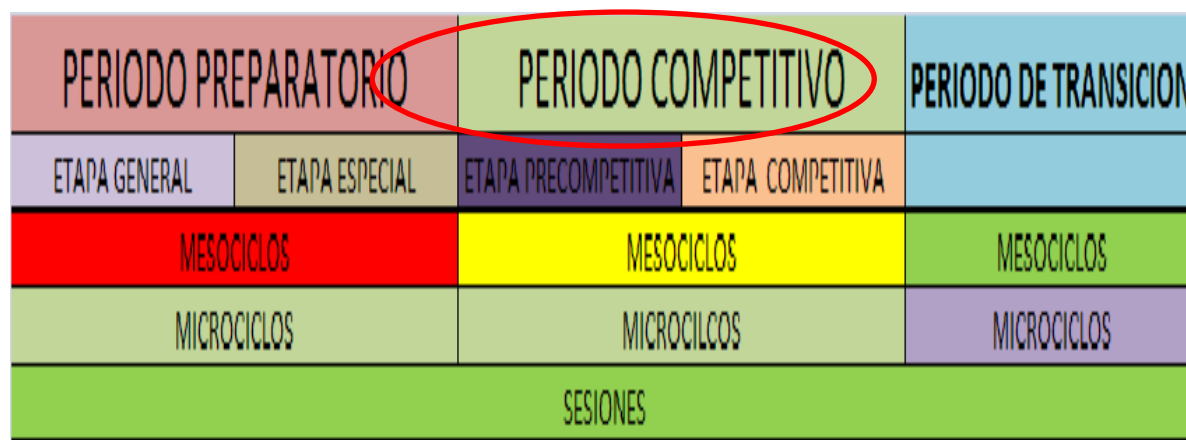 PERIODO PREPARATORIO PERIODO COMPETITIVO PERIODO DE TRANSICION
ETAPA GENERAL ETAPA ESPECIAL ETAPA PRECOMPETITIVA ETAPA COMPETITIVA
MESOCICLOS MESOCICLOS MESOCICLOS
MICROCICLOS MICROCILCOS MICROCICLOS
SESIONES